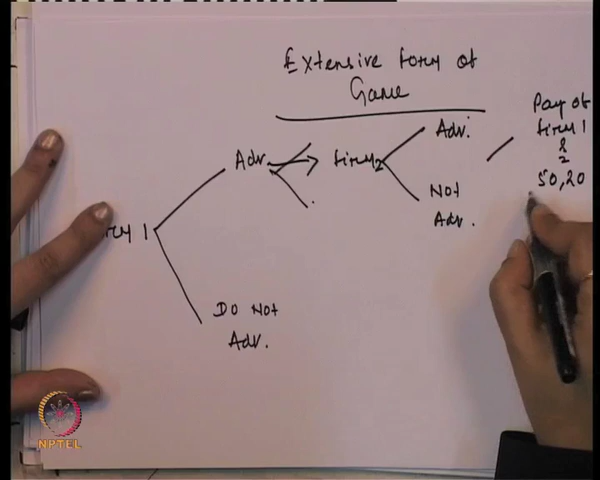 Extensive form of
Game
Pay of
firm 1
&
2
50,20
Adv.
firm 2
Adv.
Not
Adv.
rm 1
Do Not
Adv.
NPTEL